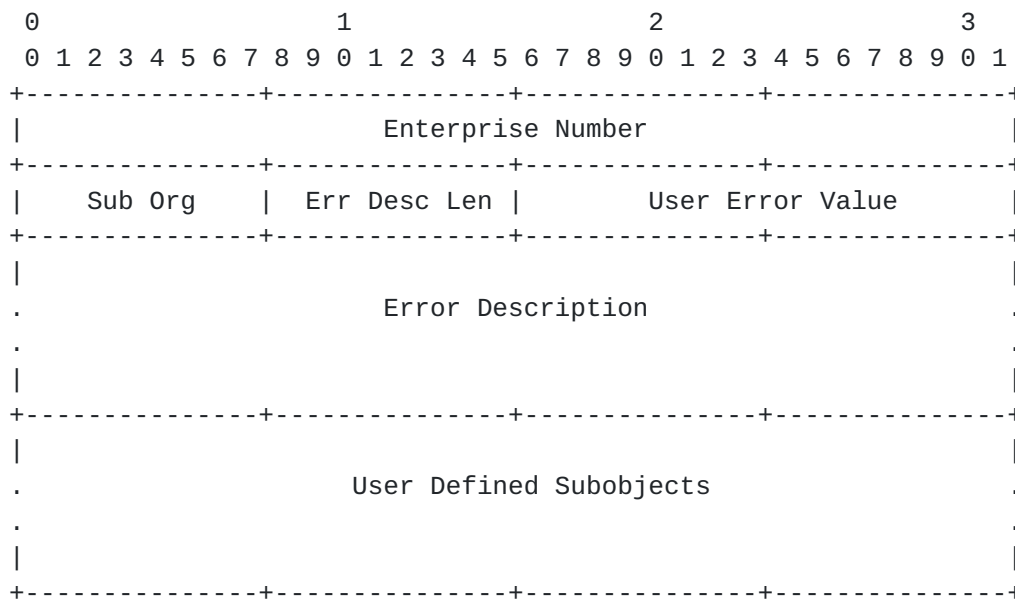 0                   1                   2                   3
0 1 2 3 4 5 6 7 8 9 0 1 2 3 4 5 6 7 8 9 0 1 2 3 4 5 6 7 8 9 0 1
+---------------+---------------+---------------+---------------+
|                       Enterprise Number                       |
+---------------+---------------+---------------+---------------+
|    Sub Org    |  Err Desc Len |        User Error Value       |
+---------------+---------------+---------------+---------------+
|                                                               |
.                       Error Description                       .
.                                                               .
|                                                               |
+---------------+---------------+---------------+---------------+
|                                                               |
.                     User Defined Subobjects                   .
.                                                               .
|                                                               |
+---------------+---------------+---------------+---------------+